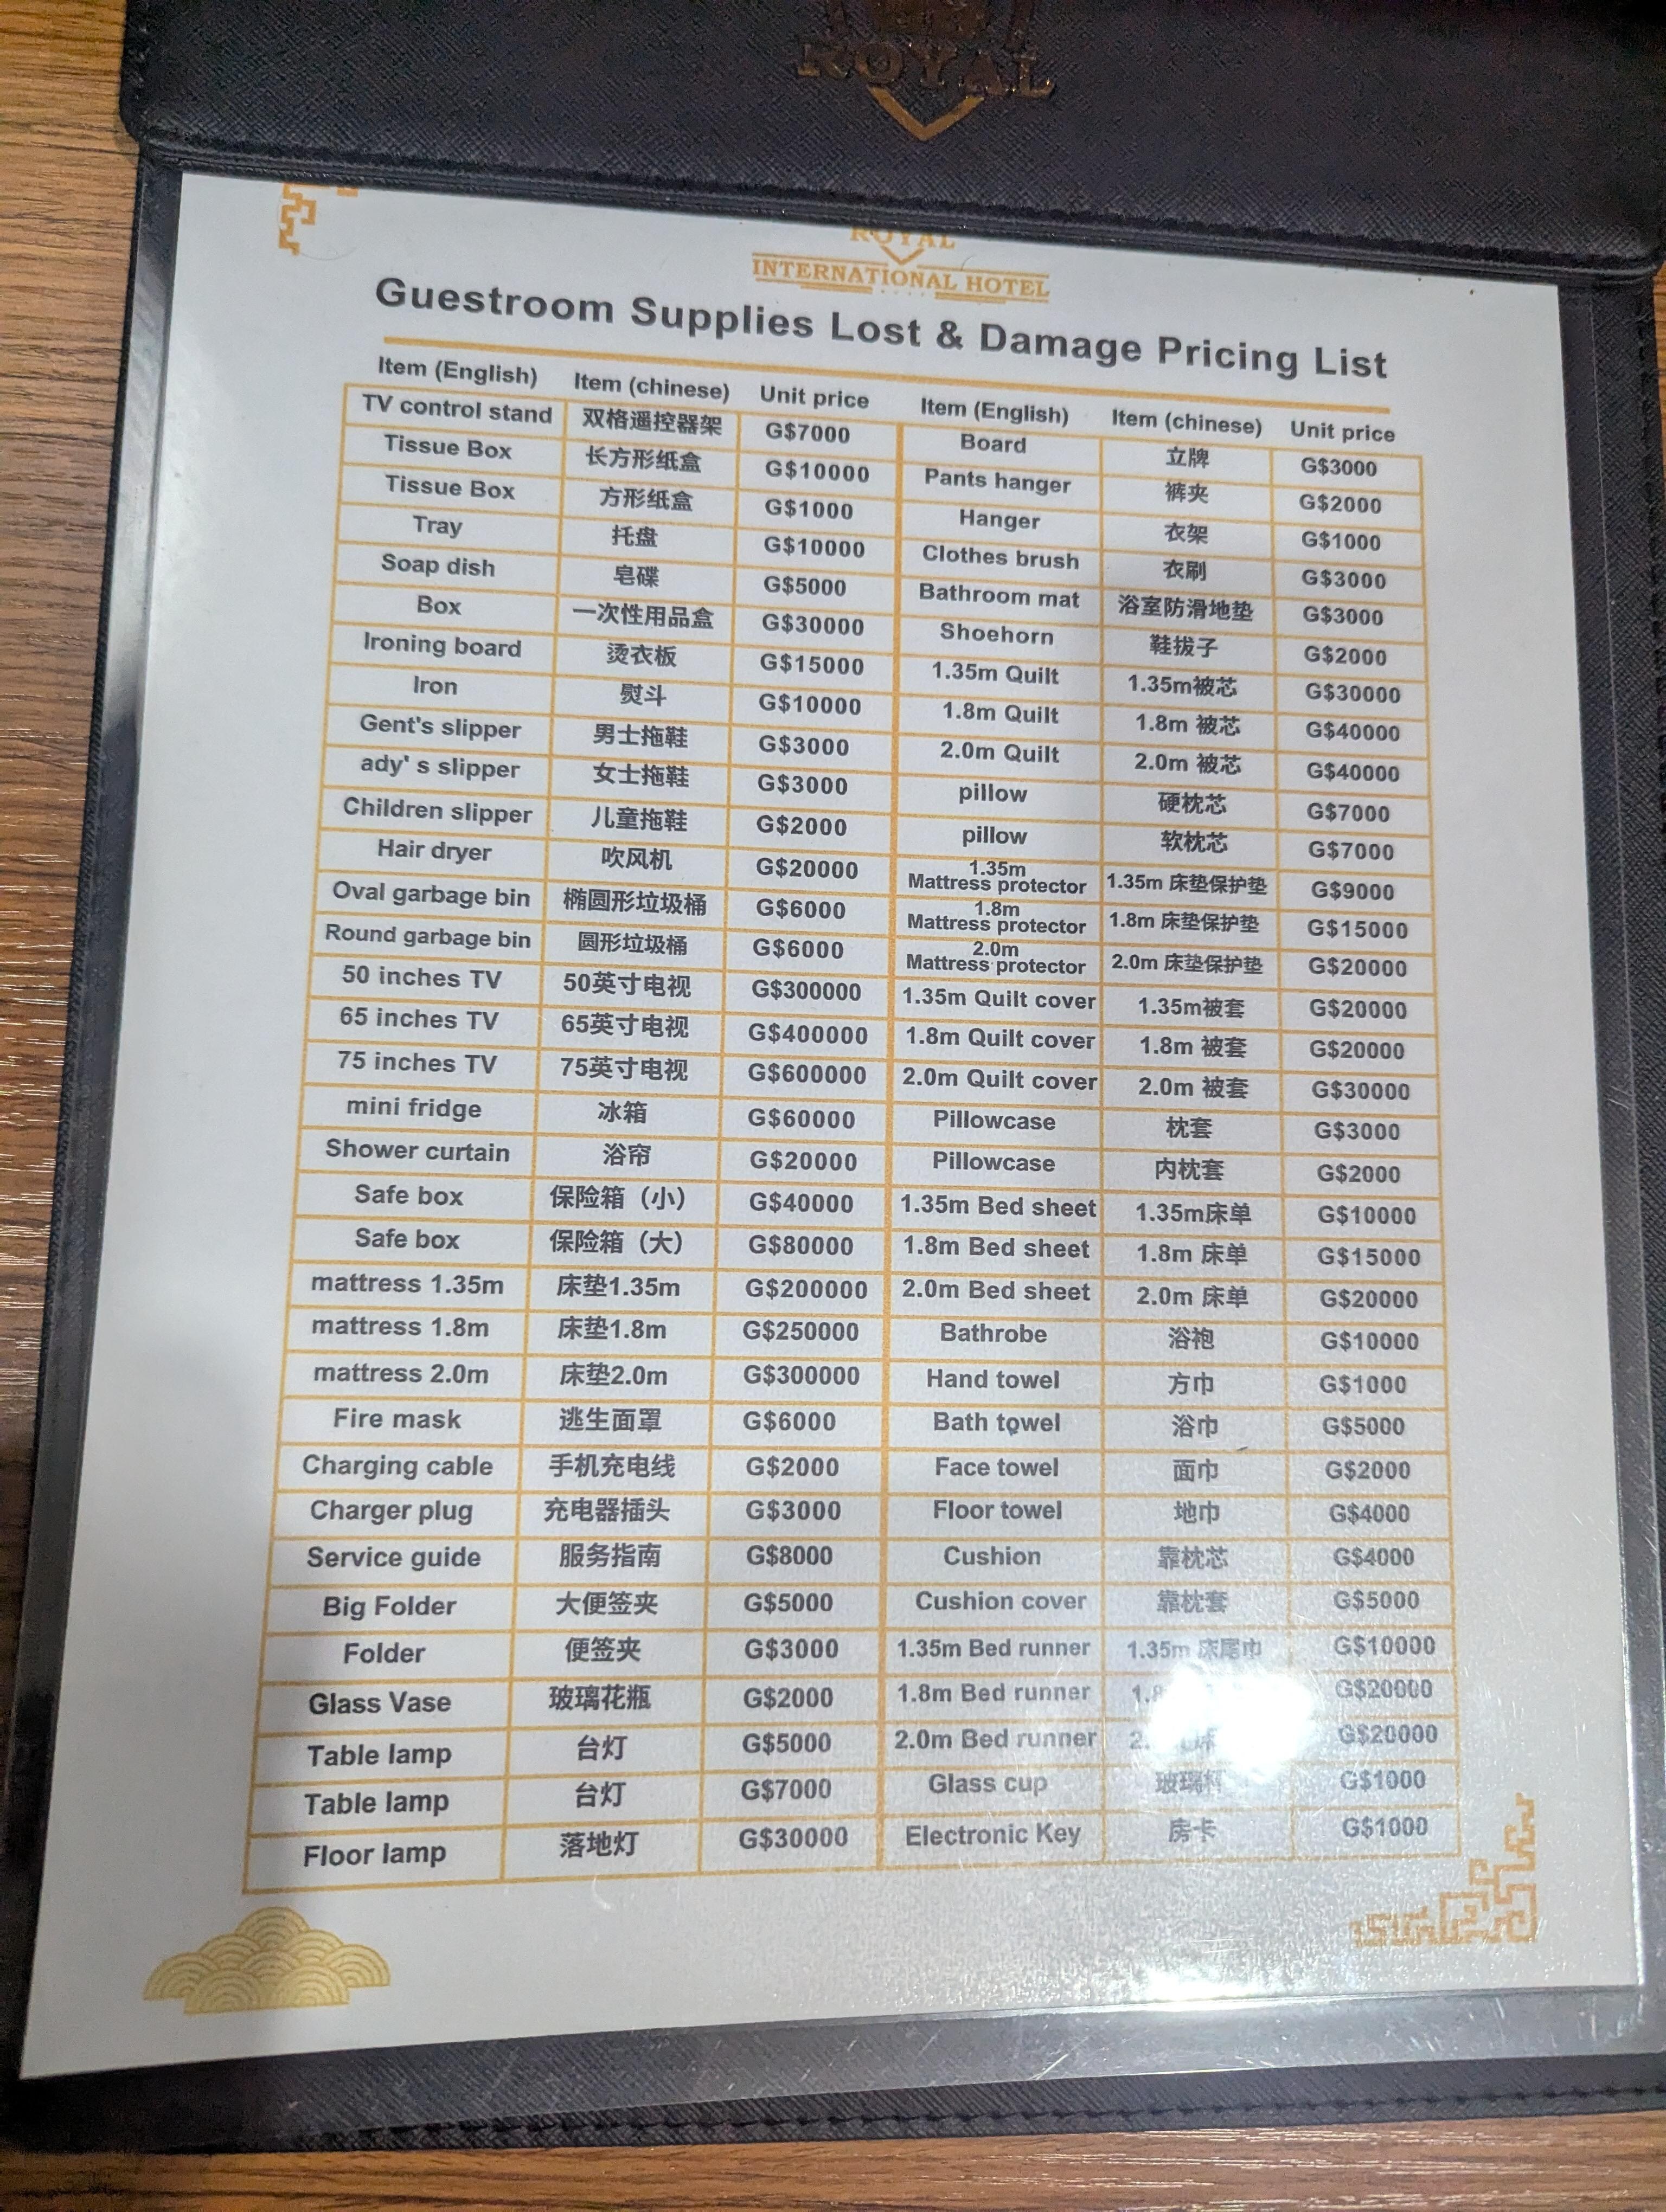 ROYAL
ROYAL
INTERNATIONAL HOTEL
Guestroom Supplies Lost & Damage Pricing List
Item (English) Item (chinese) Unit price Item (English) Item (chinese) Unit price
TV control stand 双格遥控器架 G$7000 Board 立牌 G$3000
Tissue Box 长方形纸盒 G$10000 Pants hanger 裤夹 G$2000
Tissue Box 方形纸盒 G$1000 Hanger 衣架 G$1000
Tray 托盘 G$10000 Clothes brush 衣刷 G$3000
Soap dish 皂碟 G$5000 Bathroom mat 浴室防滑地垫 G$3000
Box 一次性用品盒 G$30000 Shoehorn 鞋拔子 G$2000
Ironing board 烫衣板 G$15000 1.35m Quilt 1.35m被芯 G$30000
Iron 熨斗 G$10000 1.8m Quilt 1.8m 被芯 G$40000
Gent's slipper 男士拖鞋 G$3000 2.0m Quilt 2.0m 被芯 G$40000
ady' s slipper 女士拖鞋 G$3000 pillow 硬枕芯 G$7000
Children slipper 儿童拖鞋 G$2000 pillow 软枕芯 G$7000
Hair dryer 吹风机 G$20000 1.35m Mattress protector 1.35m 床垫保护垫 G$9000
Oval garbage bin 椭圆形垃圾桶 G$6000 1.8m Mattress protector 1.8m 床垫保护垫 G$15000
Round garbage bin 圆形垃圾桶 G$6000 2.0m Mattress protector 2.0m 床垫保护垫 G$20000
50 inches TV 50英寸电视 G$300000 1.35m Quilt cover 1.35m被套 G$20000
65 inches TV 65英寸电视 G$400000 1.8m Quilt cover 1.8m 被套 G$20000
75 inches TV 75英寸电视 G$600000 2.0m Quilt cover 2.0m 被套 G$30000
mini fridge 冰箱 G$60000 Pillowcase 枕套 G$3000
Shower curtain 浴帘 G$20000 Pillowcase 内枕套 G$2000
Safe box 保险箱（小） G$40000 1.35m Bed sheet 1.35m床单 G$10000
Safe box 保险箱（大） G$80000 1.8m Bed sheet 1.8m 床单 G$15000
mattress 1.35m 床垫1.35m G$200000 2.0m Bed sheet 2.0m 床单 G$20000
mattress 1.8m 床垫1.8m G$250000 Bathrobe 浴袍 G$10000
mattress 2.0m 床垫2.0m G$300000 Hand towel 方巾 G$1000
Fire mask 逃生面罩 G$6000 Bath towel 浴巾 G$5000
Charging cable 手机充电线 G$2000 Face towel 面巾 G$2000
Charger plug 充电器插头 G$3000 Floor towel 地巾 G$4000
Service guide 服务指南 G$8000 Cushion 靠枕芯 G$4000
Big Folder 大便签夹 G$5000 Cushion cover 靠枕套 G$5000
Folder 便签夹 G$3000 1.35m Bed runner 1.35m 床尾巾 G$10000
Glass Vase 玻璃花瓶 G$2000 1.8m Bed runner G$20000
Table lamp 台灯 G$5000 2.0m Bed runner G$20000
Table lamp 台灯 G$7000 Glass cup 玻璃杯 G$1000
Floor lamp 落地灯 G$30000 Electronic Key 房卡 G$1000